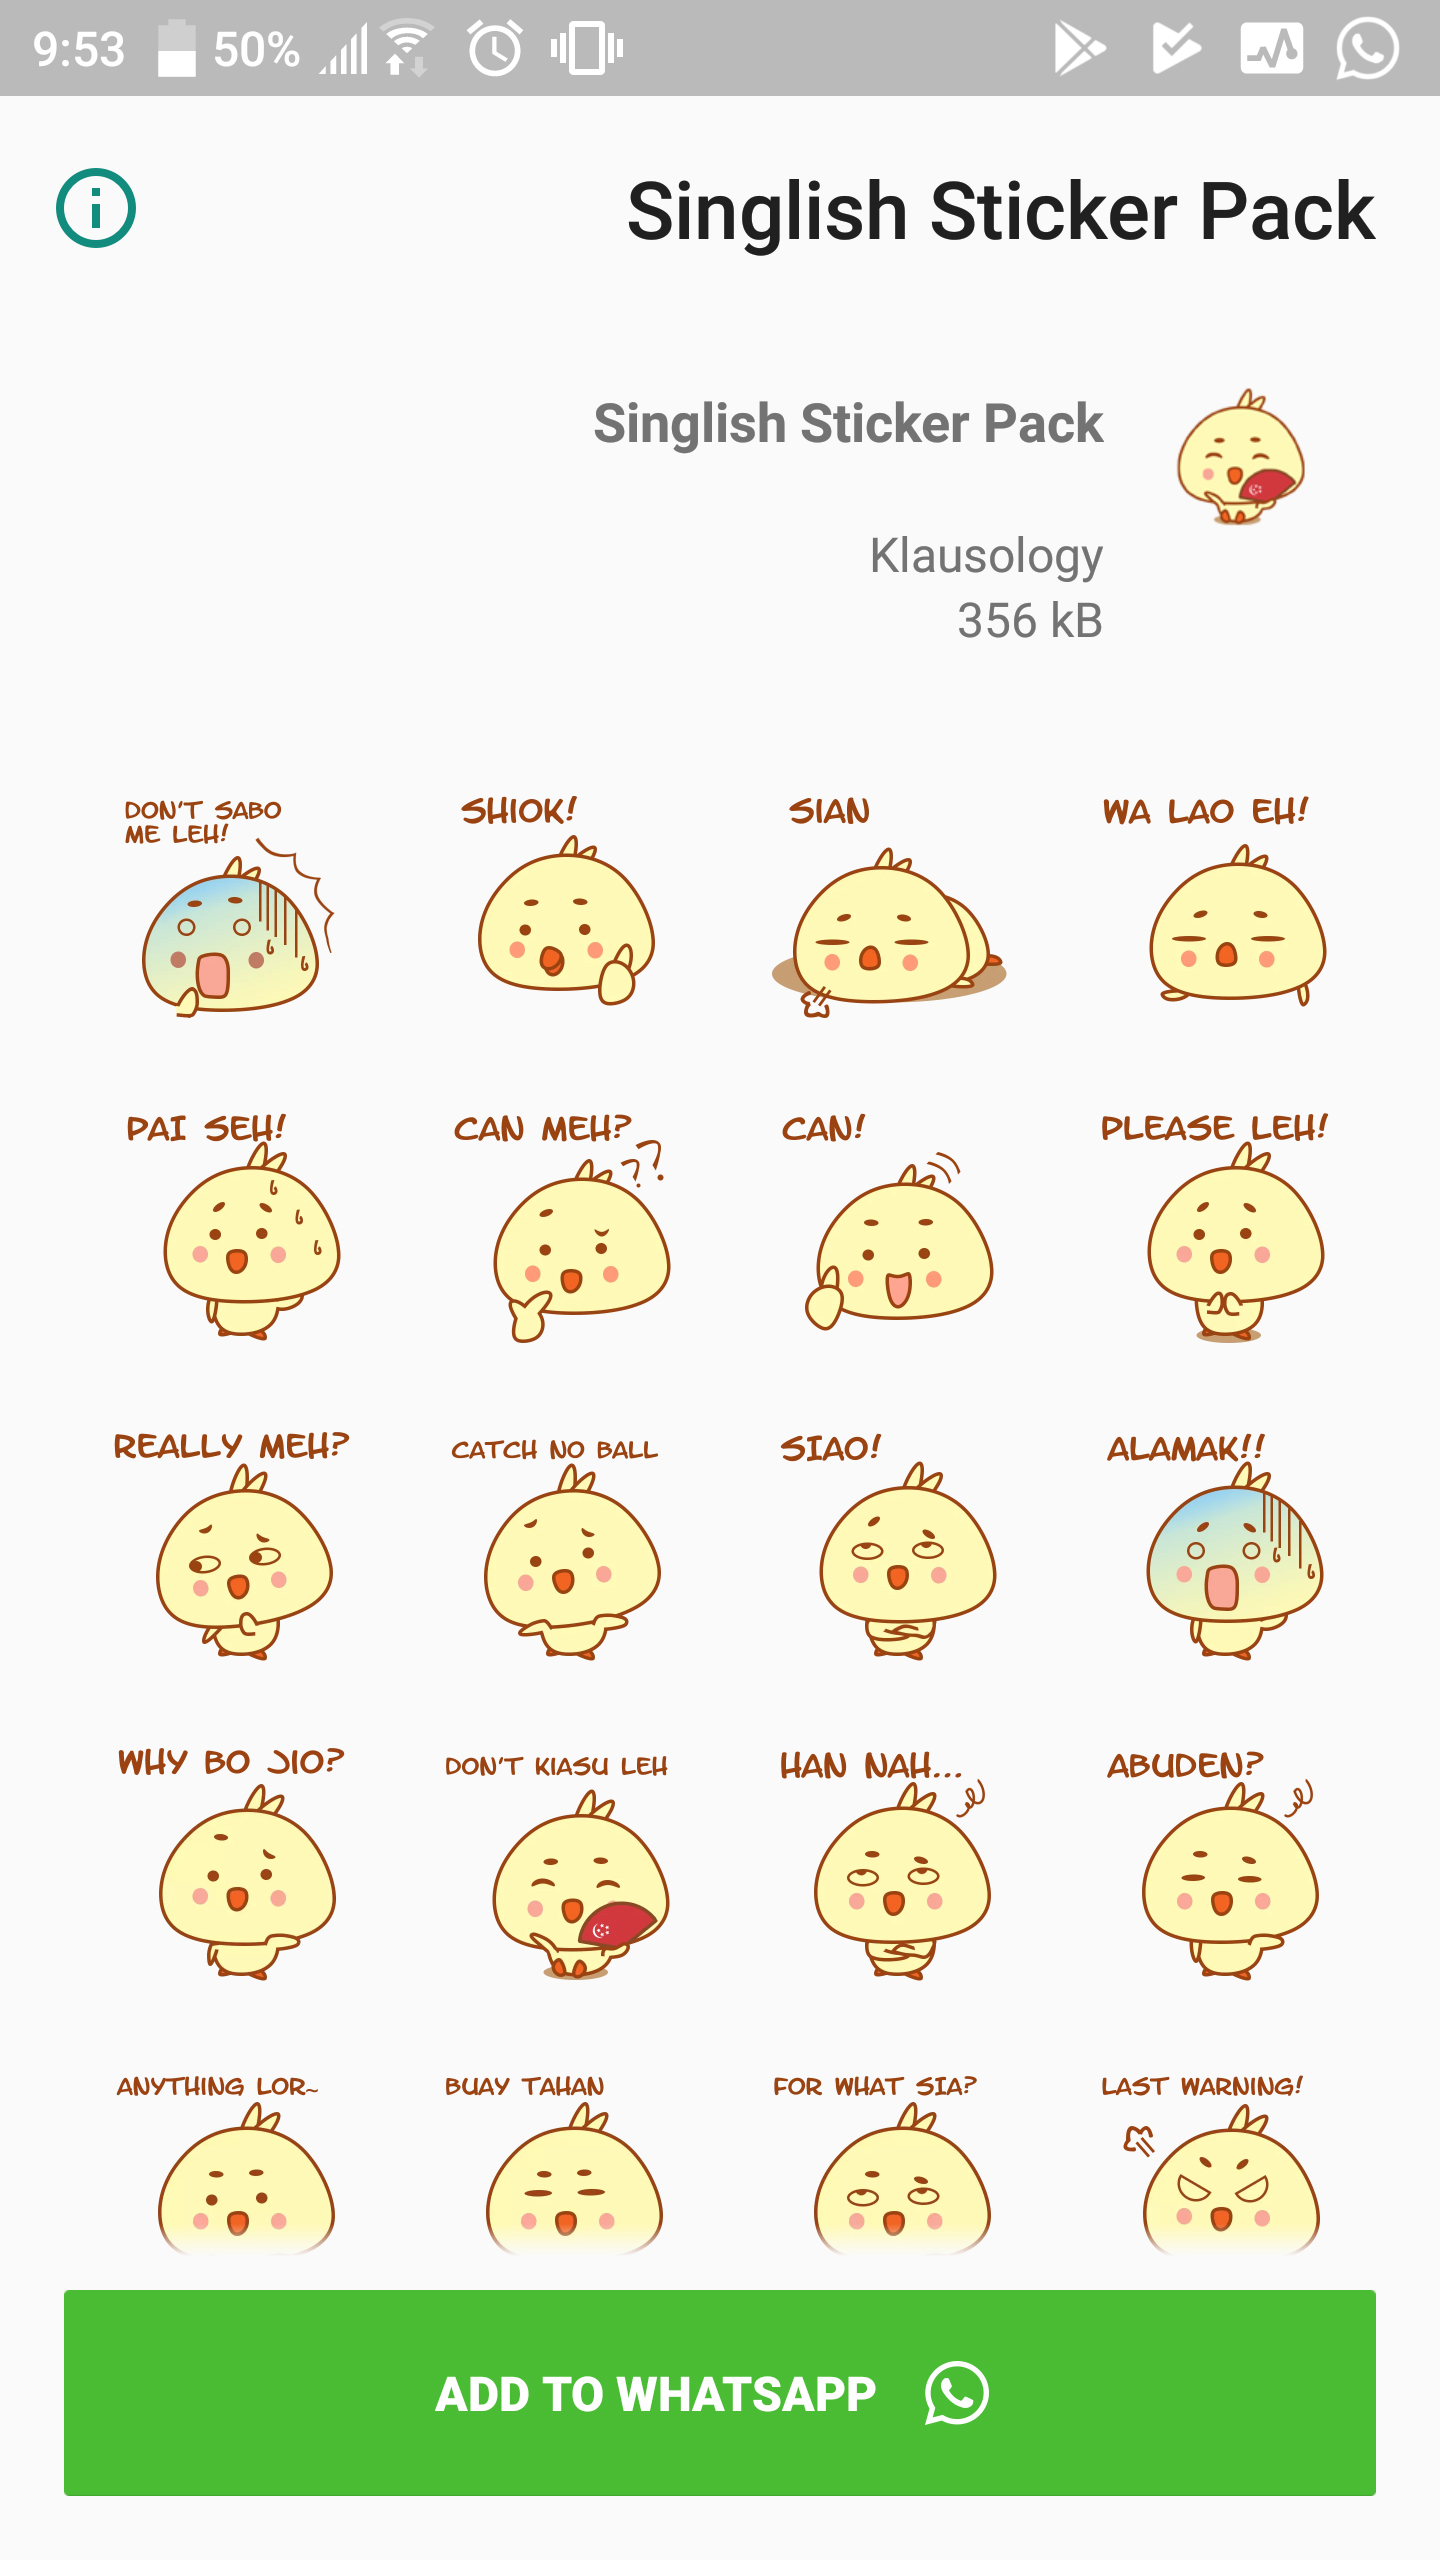 9:53 50%
Singlish Sticker Pack
Singlish Sticker Pack
Klausology
356 kB
DON'T SABO
ME LEH!
SHIOK!
SIAN
WA LAO EH!
PAI SEH!
CAN MEH?
??
CAN!
PLEASE LEH!
REALLY MEH?
CATCH NO BALL
SIAO!
ALAMAK!!
WHY BO JIO?
DON'T KIASU LEH
HAN NAH...
ABUDEN?
ANYTHING LOR~
BUAY TAHAN
FOR WHAT SIA?
LAST WARNING!
ADD TO WHATSAPP